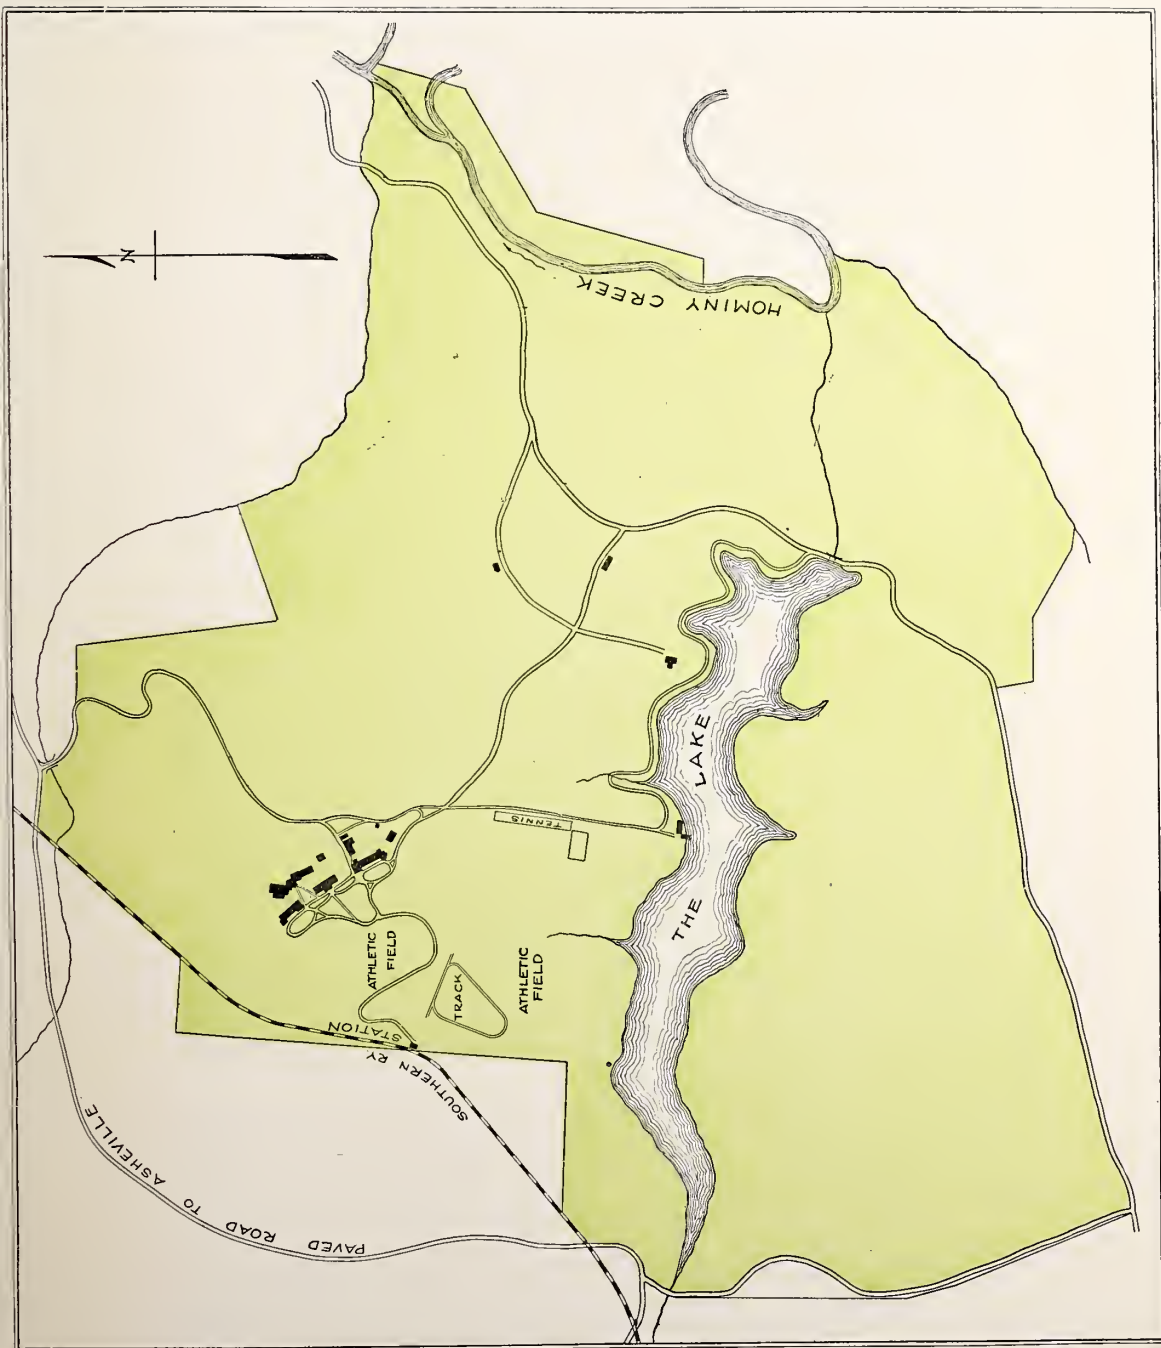 N
HOMINY CREEK
THE LAKE
TENNIS
ATHLETIC
FIELD
TRACK
ATHLETIC
FIELD
STATION
SOUTHERN RY
PAVED ROAD TO ASHEVILLE